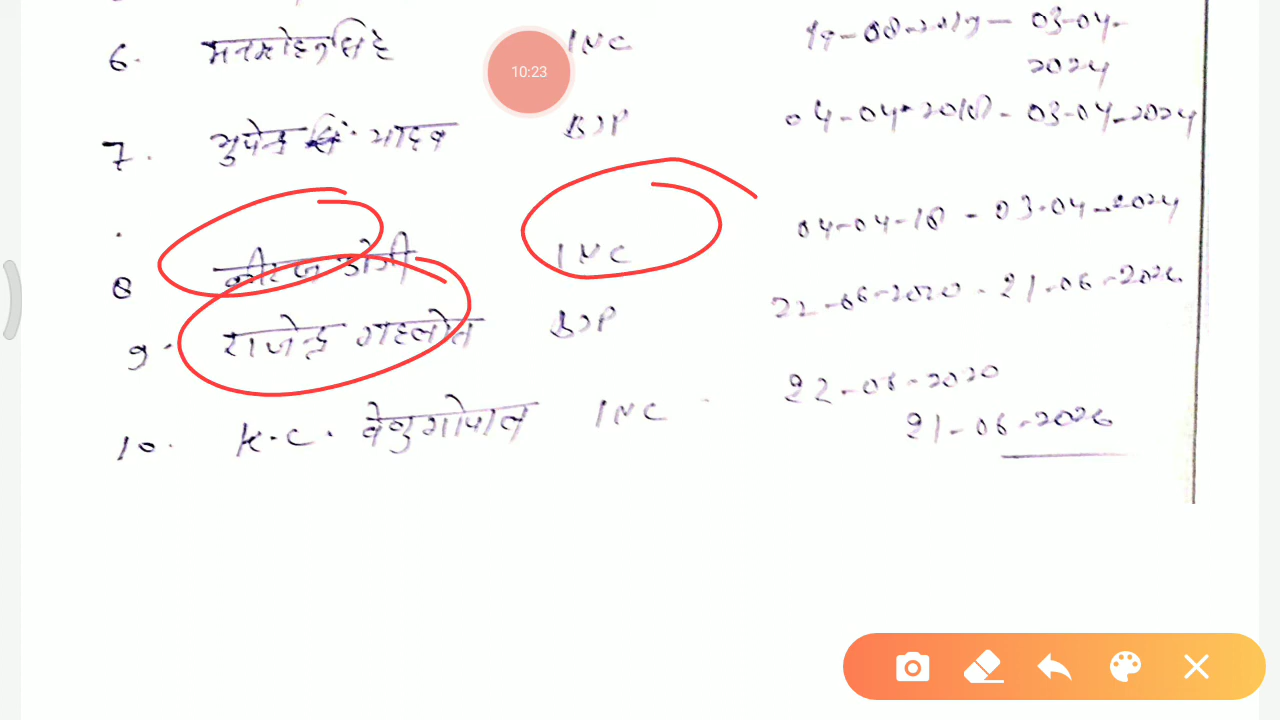 6. मनमोहन सिंह INC 19-08-2019 - 03-04-
10:23
2024
7. भुपेन्द्र यादव BJP 04-04-2018 - 03-04-2024
8 INC 04-04-18 - 03-04-2024
9. राजेन्द्र गहलोत BJP 22-06-2020 - 21-06-2026
10. K.C. वेणुगोपाल INC 22-06-2020
21-06-2026